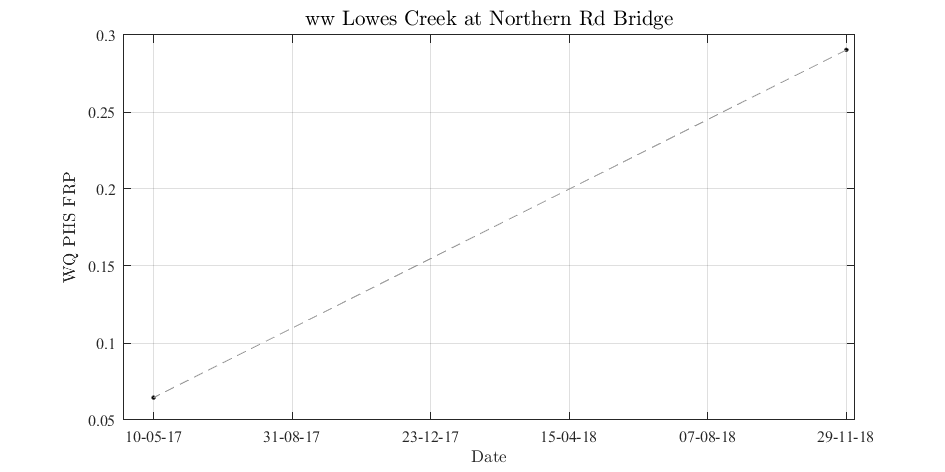 ww Lowes Creek at Northern Rd Bridge
0.3
0.25
0.2
0.15
0.1
0.05
WQ PHS FRP
10-05-17 31-08-17 23-12-17 15-04-18 07-08-18 29-11-18
Date